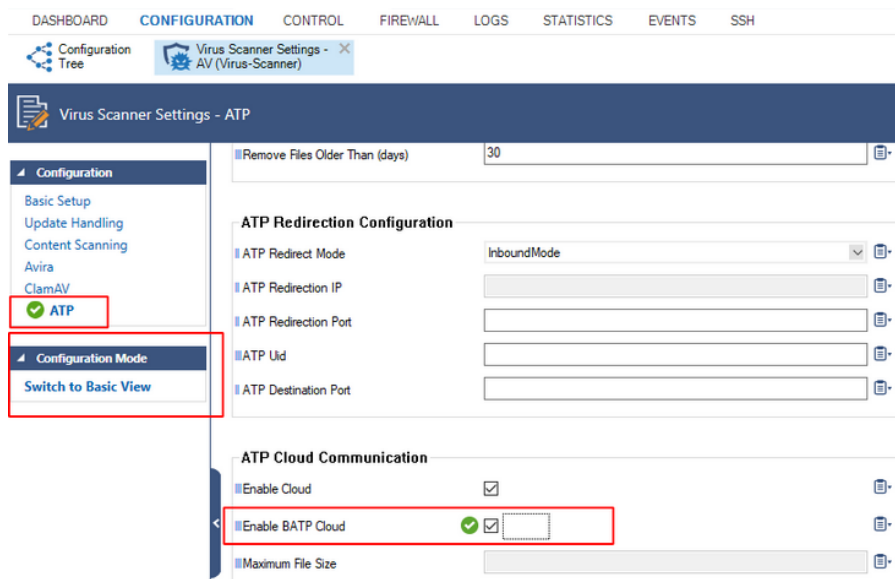 DASHBOARD CONFIGURATION CONTROL FIREWALL LOGS STATISTICS EVENTS SSH
Configuration
Tree
Virus Scanner Settings -
AV (Virus-Scanner)
Virus Scanner Settings - ATP
Configuration
Basic Setup
Update Handling
Content Scanning
Avira
ClamAV
ATP
Configuration Mode
Switch to Basic View
Remove Files Older Than (days) 30
ATP Redirection Configuration
ATP Redirect Mode InboundMode
ATP Redirection IP
ATP Redirection Port
ATP Uid
ATP Destination Port
ATP Cloud Communication
Enable Cloud
Enable BATP Cloud
Maximum File Size